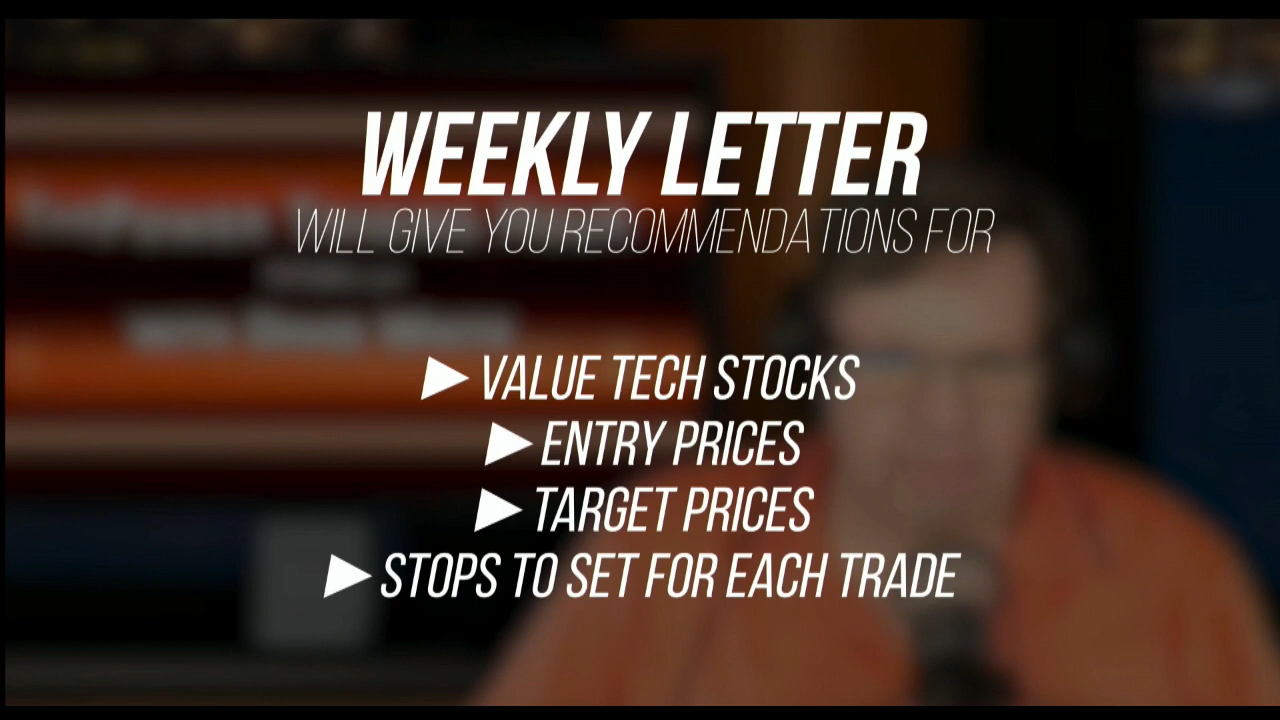 WEEKLY LETTER
WILL GIVE YOU RECOMMENDATIONS FOR
► VALUE TECH STOCKS
► ENTRY PRICES
► TARGET PRICES
► STOPS TO SET FOR EACH TRADE